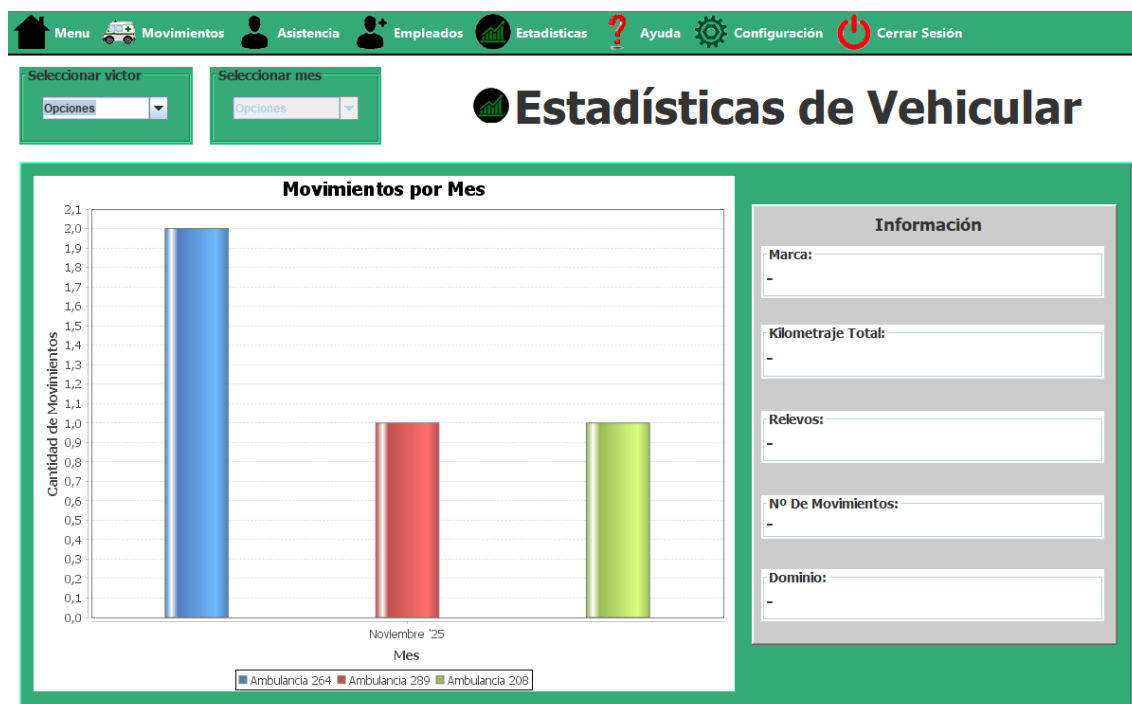 Menu Movimientos Asistencia Empleados Estadisticas Ayuda Configuración Cerrar Sesión
Seleccionar victor
Opciones
Seleccionar mes
Opciones
Estadísticas de Vehicular
Movimientos por Mes
Cantidad de Movimientos
2,1
2,0
1,9
1,8
1,7
1,6
1,5
1,4
1,3
1,2
1,1
1,0
0,9
0,8
0,7
0,6
0,5
0,4
0,3
0,2
0,1
0,0
Noviembre '25
Mes
Ambulancia 264 Ambulancia 289 Ambulancia 208
Información
Marca:
-
Kilometraje Total:
-
Relevos:
-
Nº De Movimientos:
-
Dominio:
-